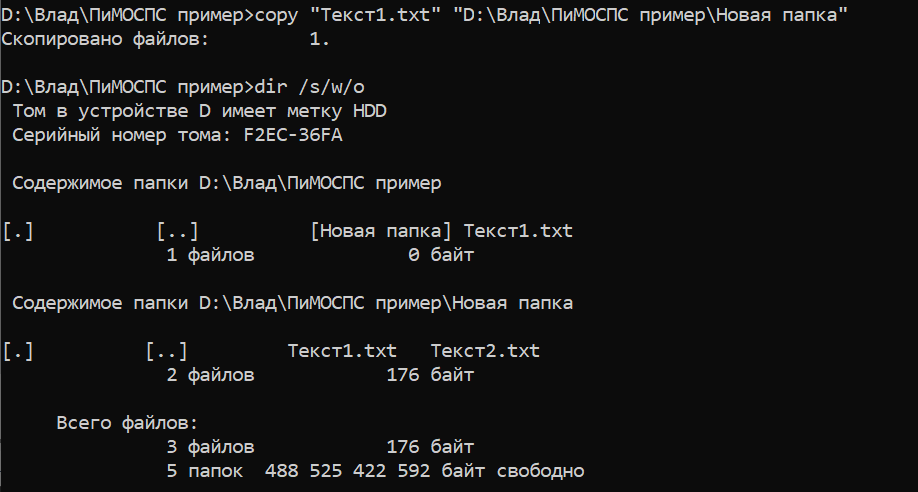 D:\Влад\ПиМОСПС пример>copy "Текст1.txt" "D:\Влад\ПиМОСПС пример\Новая папка"
Скопировано файлов:         1.
D:\Влад\ПиМОСПС пример>dir /s/w/o
Том в устройстве D имеет метку HDD
Серийный номер тома: F2EC-36FA
Содержимое папки D:\Влад\ПиМОСПС пример
[.]           [..]          [Новая папка] Текст1.txt
1 файлов              0 байт
Содержимое папки D:\Влад\ПиМОСПС пример\Новая папка
[.]          [..]         Текст1.txt   Текст2.txt
2 файлов            176 байт
Всего файлов:
3 файлов            176 байт
5 папок  488 525 422 592 байт свободно